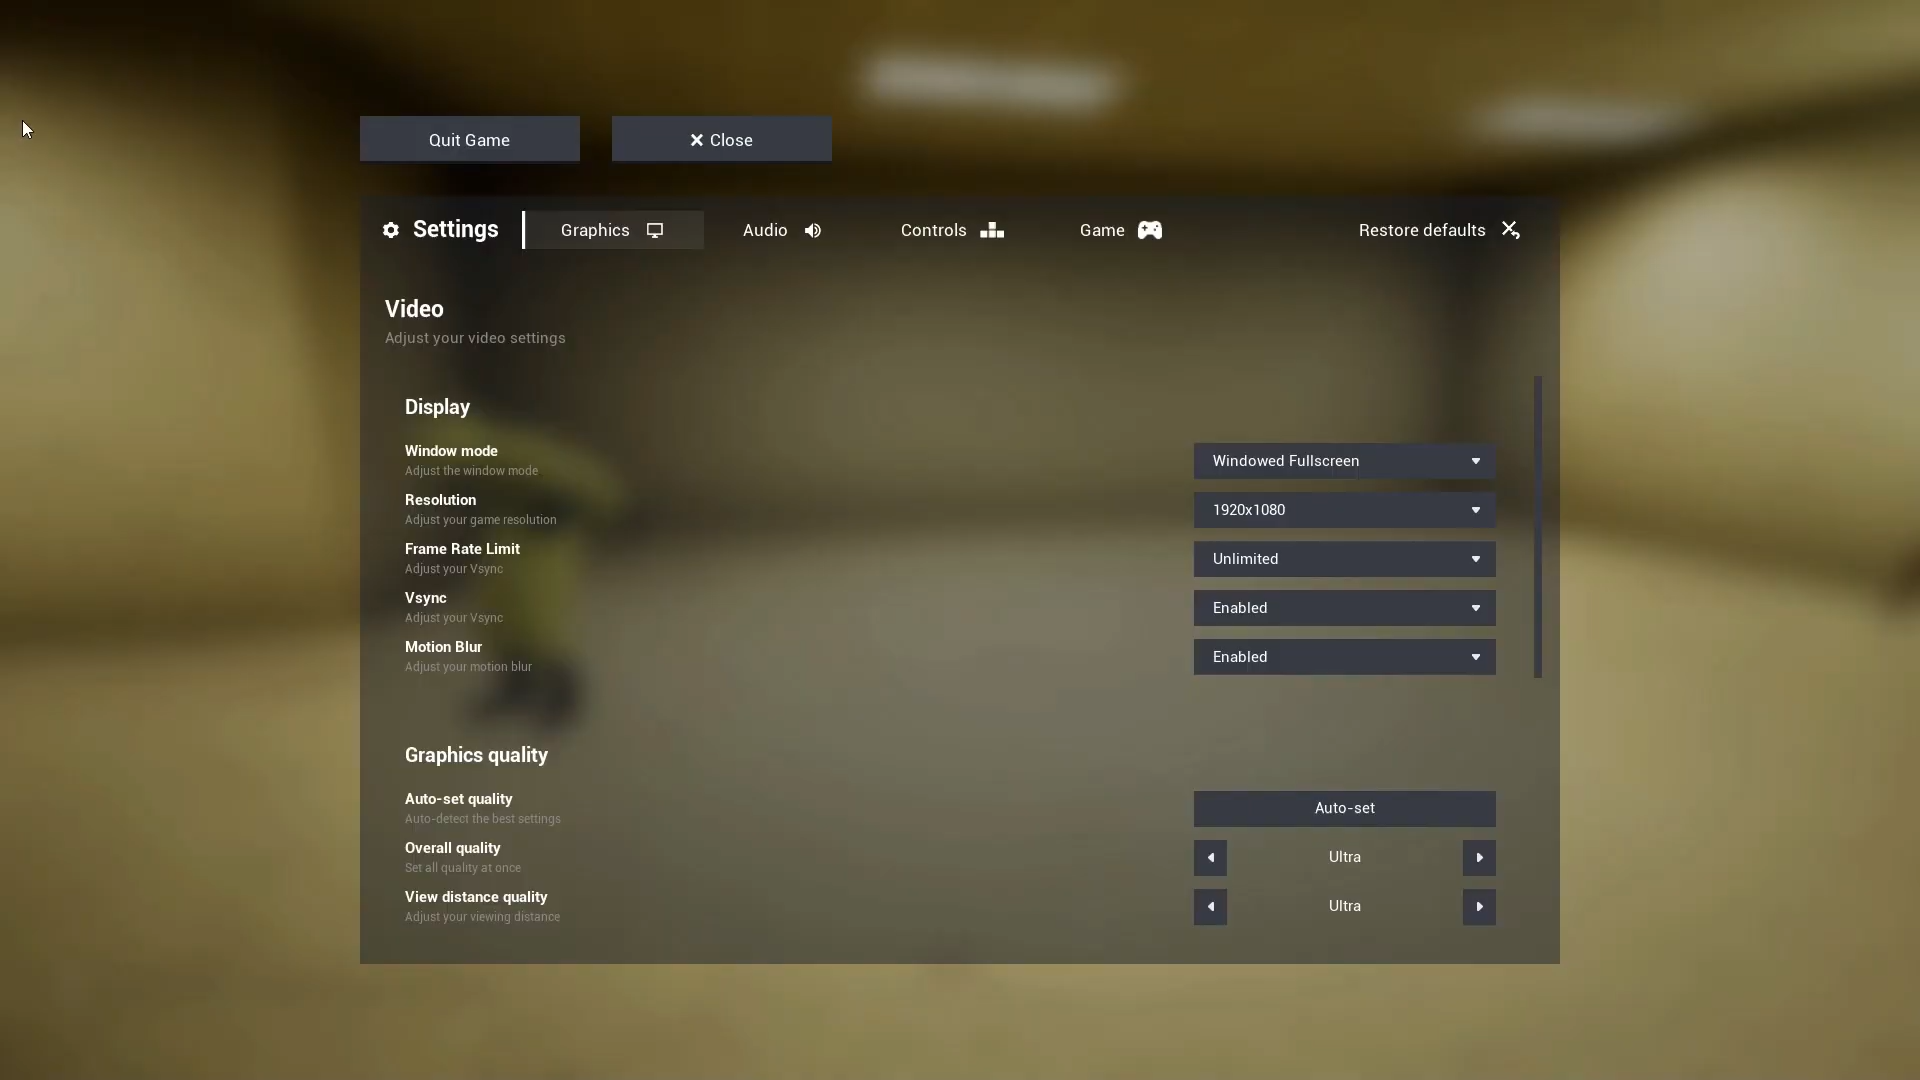 Quit Game
Close
Settings
Graphics
Audio
Controls
Game
Restore defaults
Video
Adjust your video settings
Display
Window mode
Adjust the window mode
Windowed Fullscreen
Resolution
Adjust your game resolution
1920x1080
Frame Rate Limit
Adjust your Vsync
Unlimited
Vsync
Adjust your Vsync
Enabled
Motion Blur
Adjust your motion blur
Enabled
Graphics quality
Auto-set quality
Auto-detect the best settings
Auto-set
Overall quality
Set all quality at once
Ultra
View distance quality
Adjust your viewing distance
Ultra